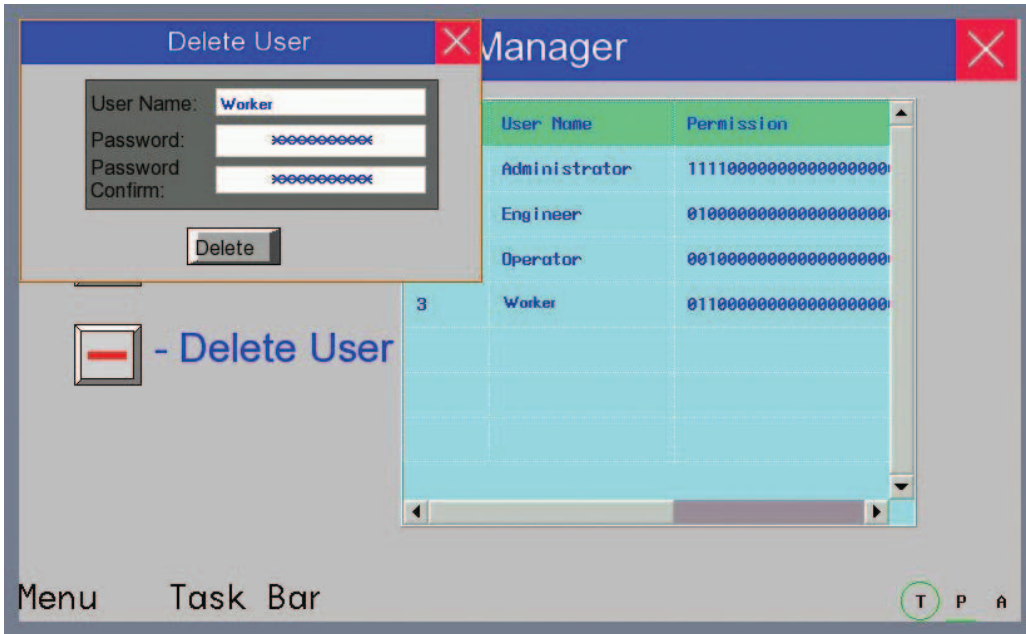 Delete User
Manager
User Name: Worker
Password:
Password
Confirm:
Delete
User Name Permission
Administrator
Engineer
Operator
3 Worker
- Delete User
Menu Task Bar
T P A